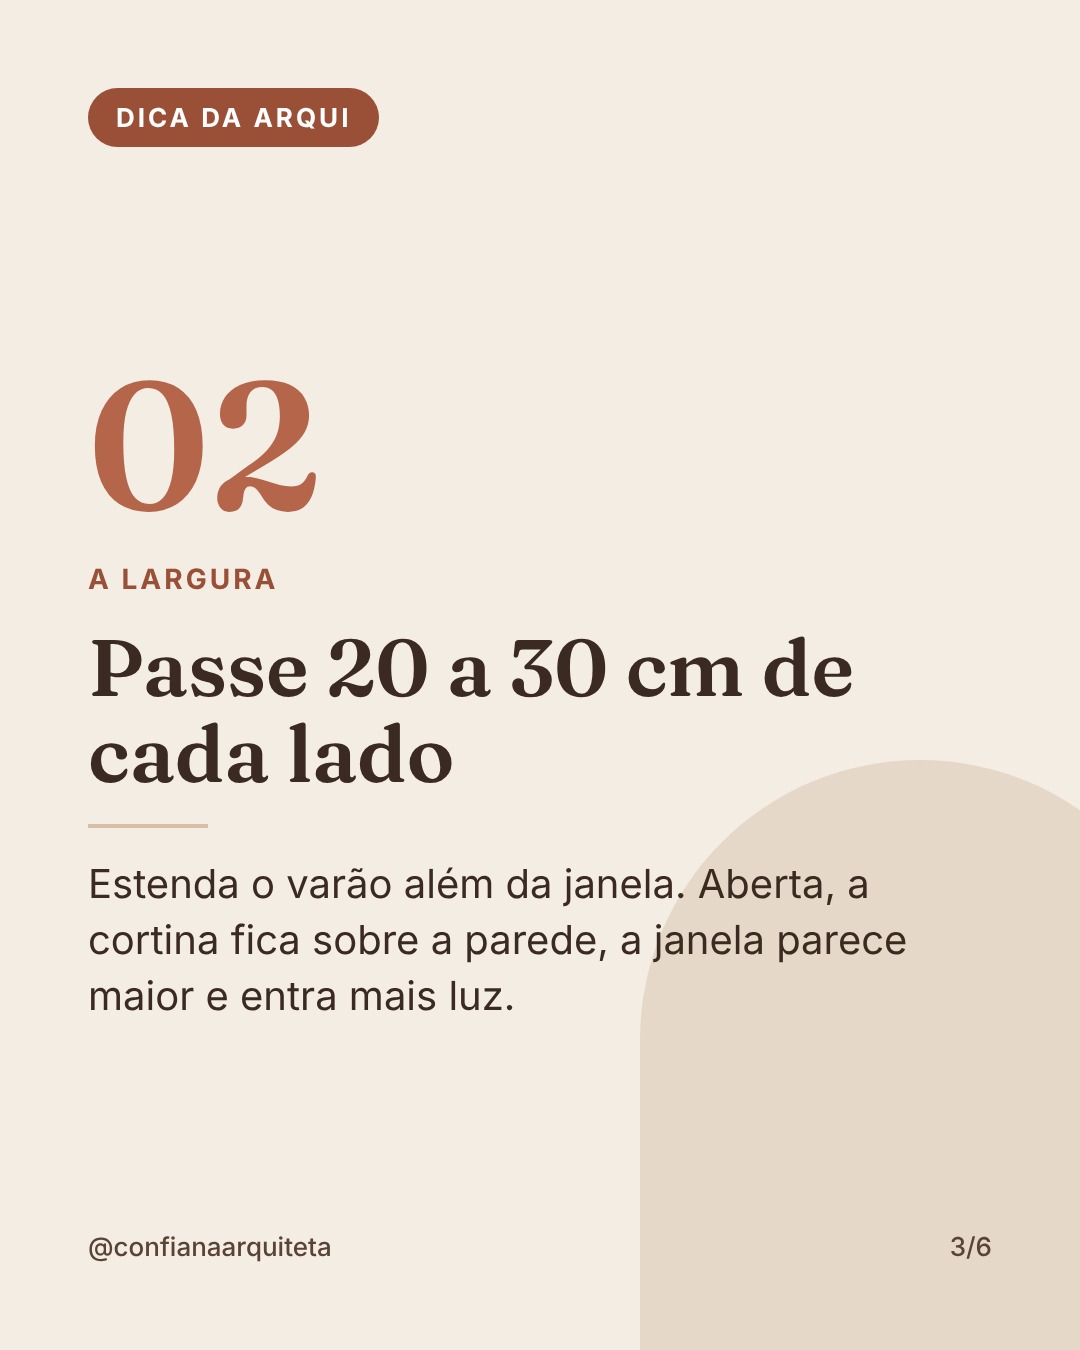 DICA DA ARQUI
02
A LARGURA
Passe 20 a 30 cm de
cada lado
Estenda o varão além da janela. Aberta, a
cortina fica sobre a parede, a janela parece
maior e entra mais luz.
@confianaarquiteta
3/6